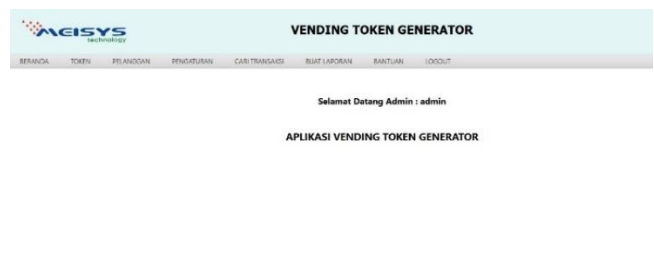 MEISYS
technology
VENDING TOKEN GENERATOR
BERANDA TOKEN PELANGGAN PENGATURAN CARI TRANSAKSI BUAT LAPORAN BANTUAN LOGOUT
Selamat Datang Admin : admin
APLIKASI VENDING TOKEN GENERATOR